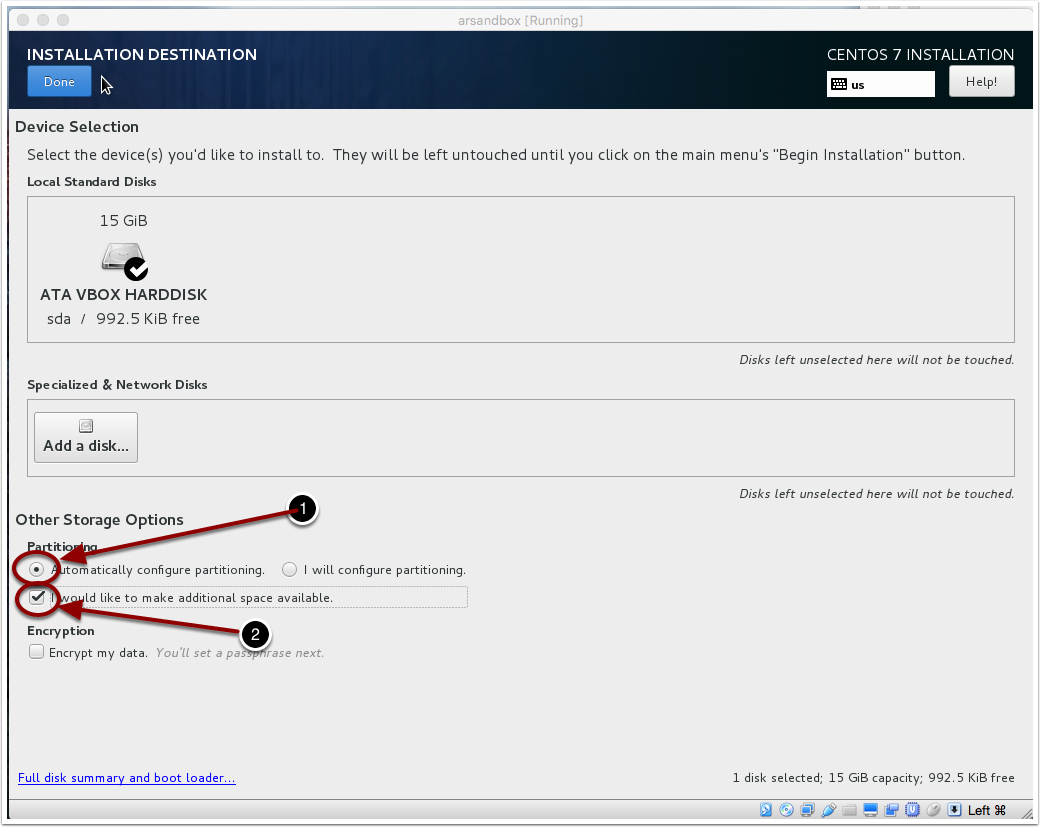 arsandbox [Running]
INSTALLATION DESTINATION
CENTOS 7 INSTALLATION
Done
us
Help!
Device Selection
Select the device(s) you'd like to install to. They will be left untouched until you click on the main menu's "Begin Installation" button.
Local Standard Disks
15 GiB
ATA VBOX HARDDISK
sda / 992.5 KiB free
Disks left unselected here will not be touched.
Specialized & Network Disks
Add a disk...
Disks left unselected here will not be touched.
1
Other Storage Options
Partitioning
Automatically configure partitioning. I will configure partitioning.
I would like to make additional space available.
2
Encryption
Encrypt my data. You'll set a passphrase next.
Full disk summary and boot loader...
1 disk selected; 15 GiB capacity; 992.5 KiB free
Left ⌘